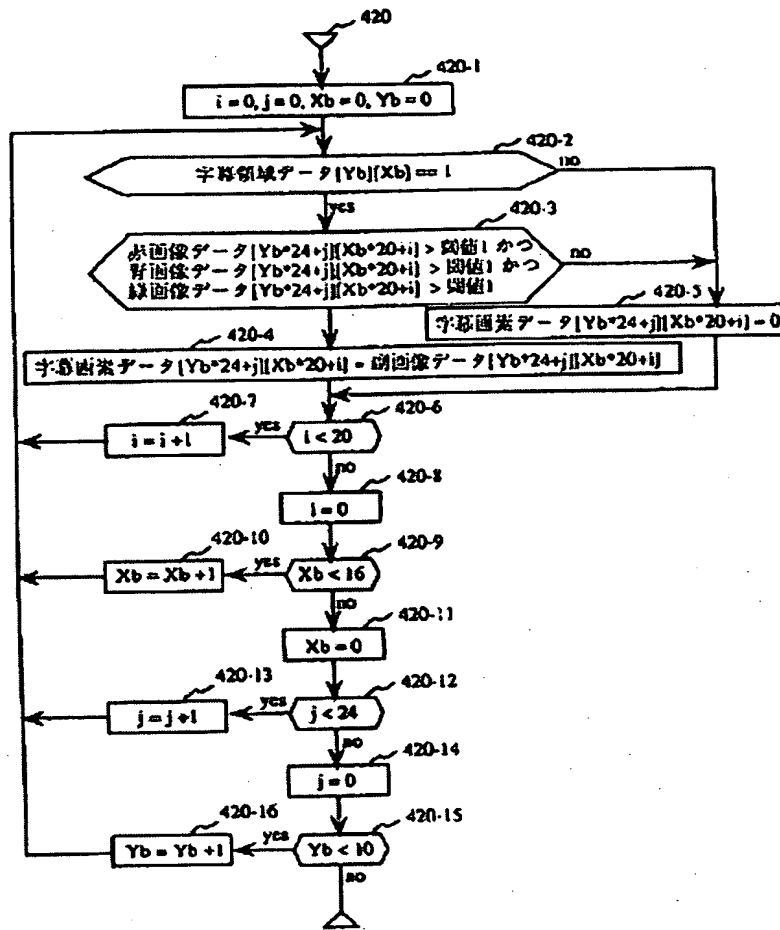 420
420-1
i = 0, j = 0, Xb = 0, Yb = 0
420-2
字幕領域データ[Yb][Xb] == 1
no
yes
420-3
赤画像データ[Yb*24+j][Xb*20+i] > 閾値1 かつ
青画像データ[Yb*24+j][Xb*20+i] > 閾値1 かつ
緑画像データ[Yb*24+j][Xb*20+i] > 閾値1
no
420-5
字幕画素データ[Yb*24+j][Xb*20+i] = 0
420-4
字幕画素データ[Yb*24+j][Xb*20+i] = 画像データ[Yb*24+j][Xb*20+i]
420-7
420-6
i = i+1
yes
i < 20
no
420-8
i = 0
420-10
420-9
Xb = Xb+1
yes
Xb < 16
no
420-11
Xb = 0
420-13
420-12
j = j+1
yes
j < 24
no
420-14
j = 0
420-16
420-15
Yb = Yb +1
yes
Yb < 10
no